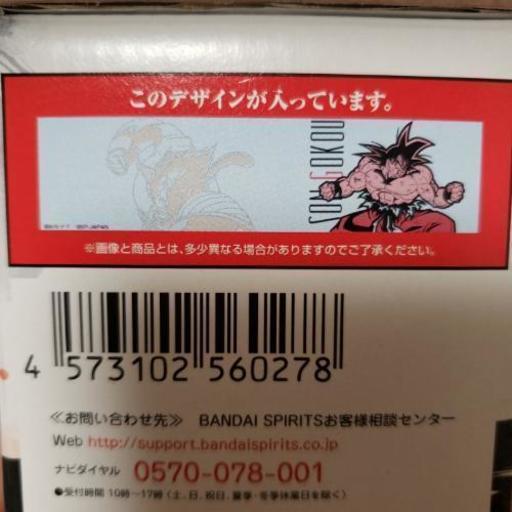 このデザインが入っています。
SON GOKOU
※画像と商品とは、多少異なる場合がありますのでご了承ください。
4 573102 560278
≪お問い合わせ先≫ BANDAI SPIRITSお客様相談センター
Web http://support.bandaispirits.co.jp
ナビダイヤル 0570-078-001
●受付時間 10時〜17時（土、日、祝日、夏季・冬季休業日を除く）